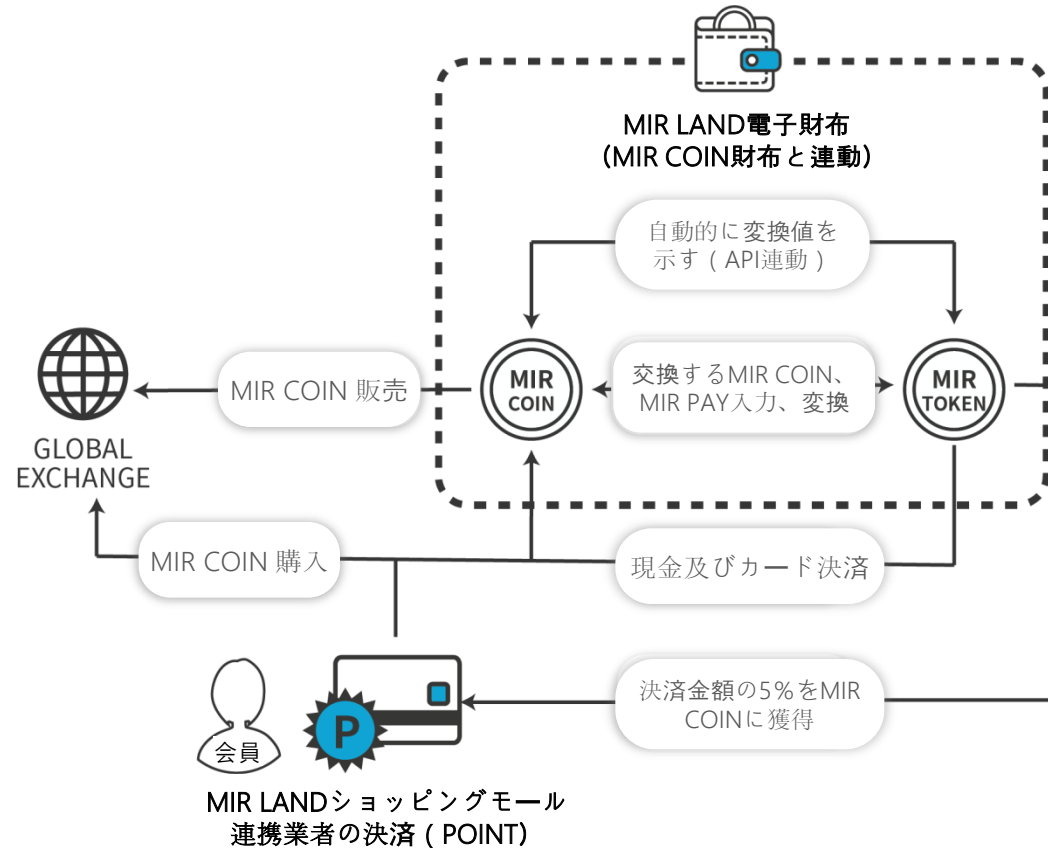 MIR LAND電子財布
(MIR COIN財布と連動)
自動的に変換値を
示す ( API連動 )
MIR COIN 販売
MIR
COIN
交換するMIR COIN、
MIR PAY入力、変換
MIR
TOKEN
GLOBAL
EXCHANGE
MIR COIN 購入
現金及びカード決済
決済金額の5%をMIR
COINに獲得
会員
P
MIR LANDショッピングモール
連携業者の決済 ( POINT)